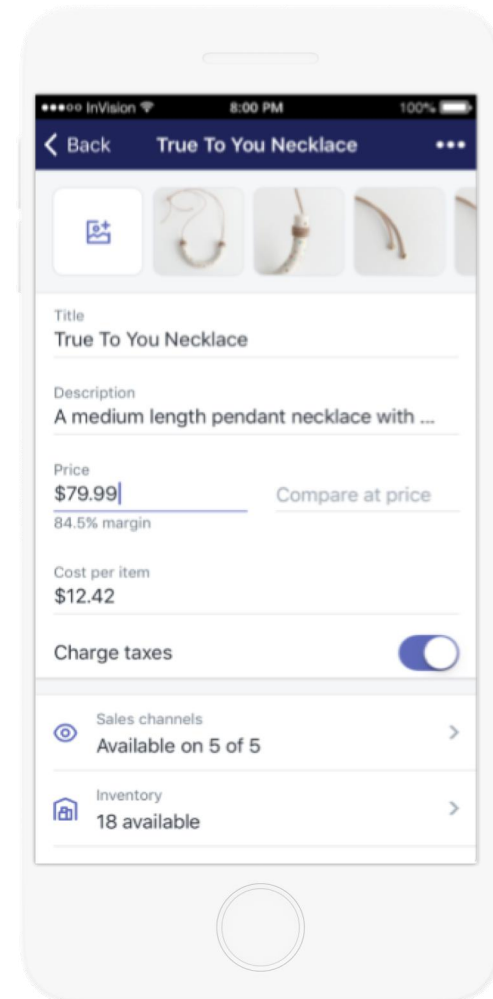 InVision 8:00 PM 100%
Back True To You Necklace
Title
True To You Necklace
Description
A medium length pendant necklace with ...
Price
$79.99 Compare at price
84.5% margin
Cost per item
$12.42
Charge taxes
Sales channels
Available on 5 of 5
Inventory
18 available